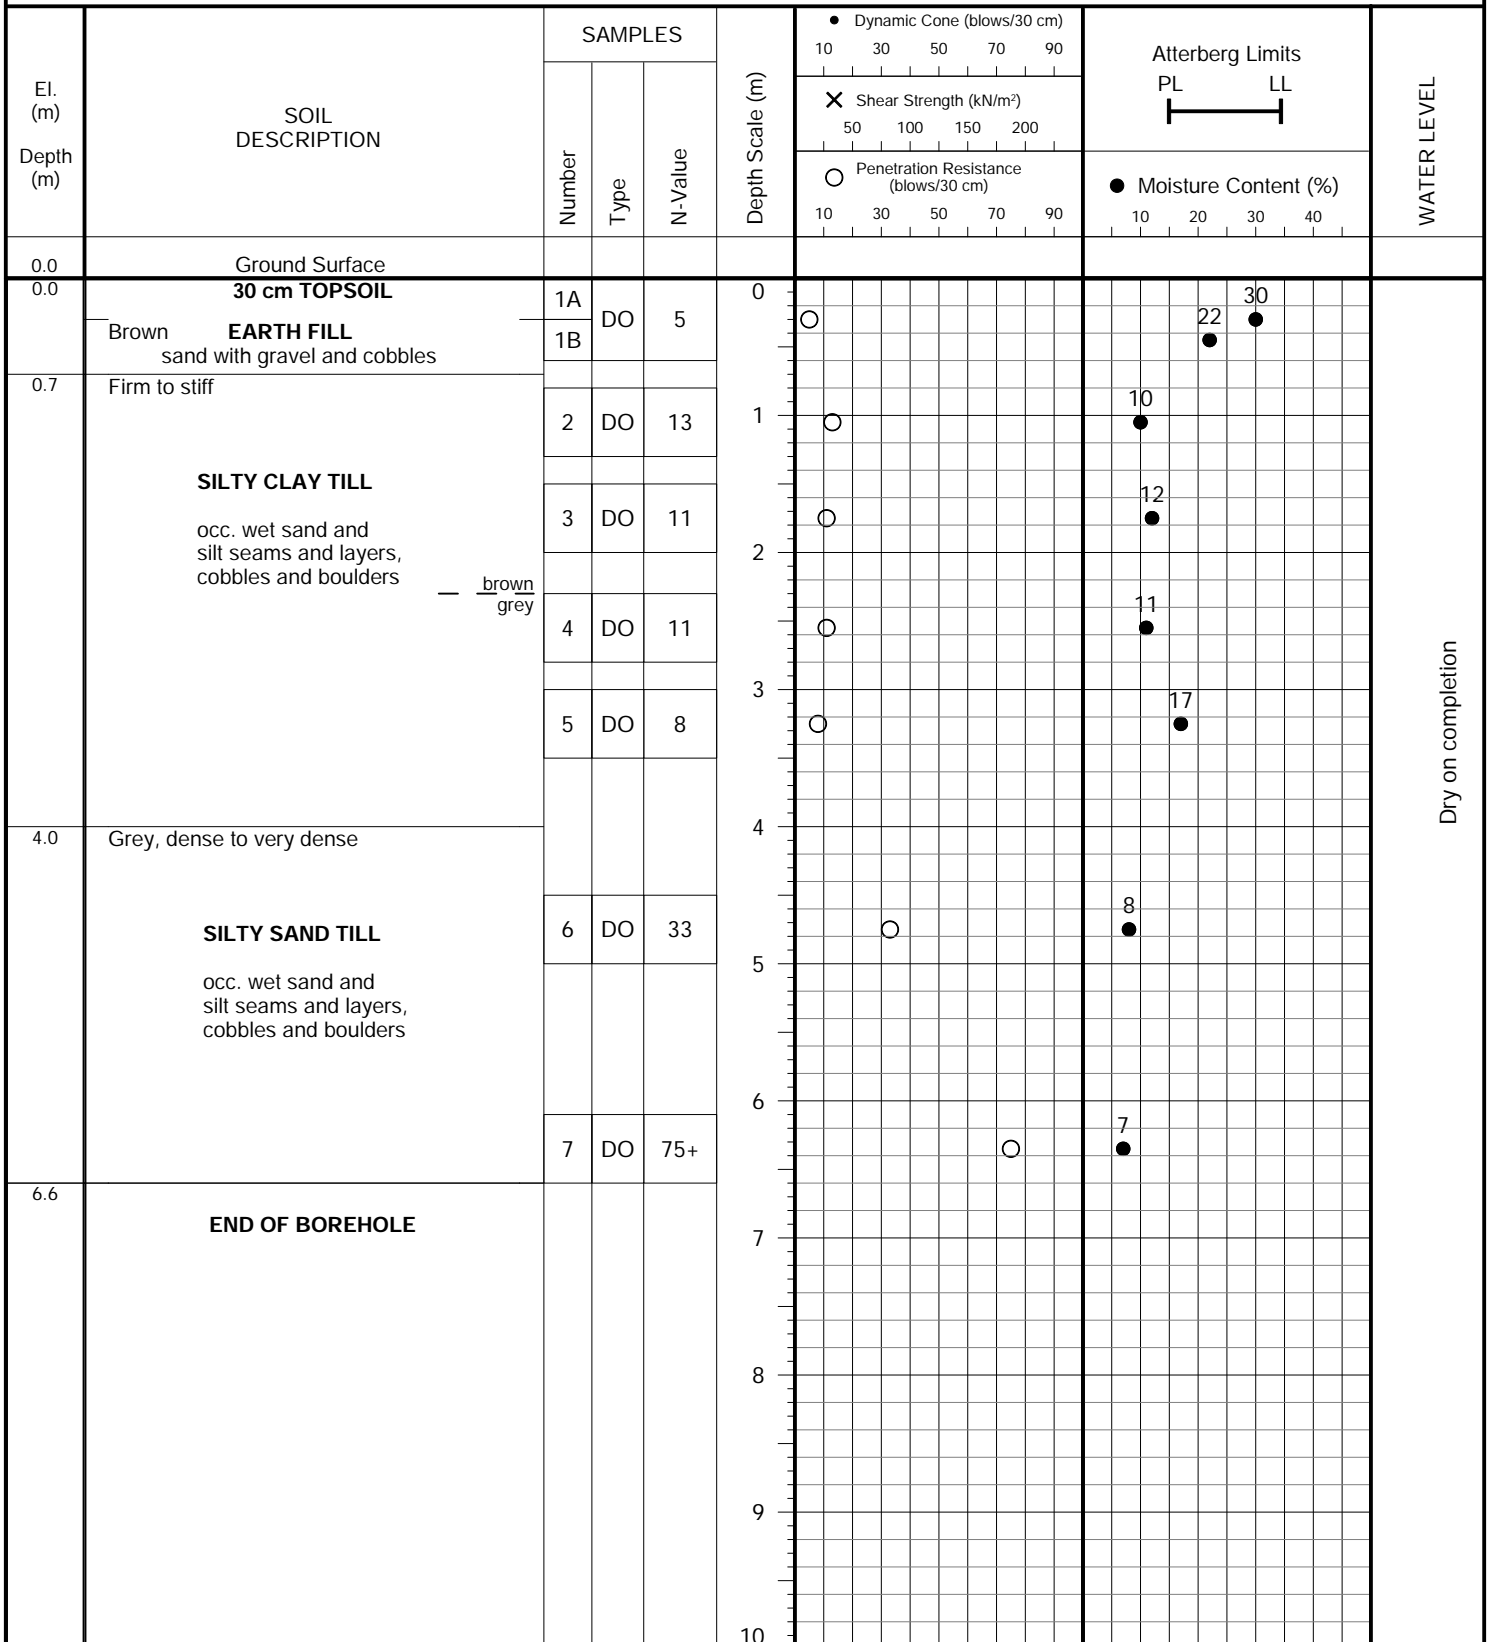 El.
(m)
Depth
(m)
SOIL
DESCRIPTION
SAMPLES
Number
Type
N-Value
Depth Scale (m)
Dynamic Cone (blows/30 cm)
10 30 50 70 90
Shear Strength (kN/m²)
50 100 150 200
Penetration Resistance
(blows/30 cm)
10 30 50 70 90
Atterberg Limits
PL LL
Moisture Content (%)
10 20 30 40
WATER LEVEL
0.0 Ground Surface
0.0 30 cm TOPSOIL 1A DO 5 0 30
Brown EARTH FILL 1B 22
sand with gravel and cobbles
0.7 Firm to stiff
2 DO 13 1 10
SILTY CLAY TILL
3 DO 11 12
occ. wet sand and
silt seams and layers, 2
cobbles and boulders
brown
grey
4 DO 11 11
3
5 DO 8 17
4.0 Grey, dense to very dense 4
SILTY SAND TILL 6 DO 33 8
5
occ. wet sand and
silt seams and layers,
cobbles and boulders
6
7 DO 75+ 7
6.6
END OF BOREHOLE
7
8
9
10
Dry on completion